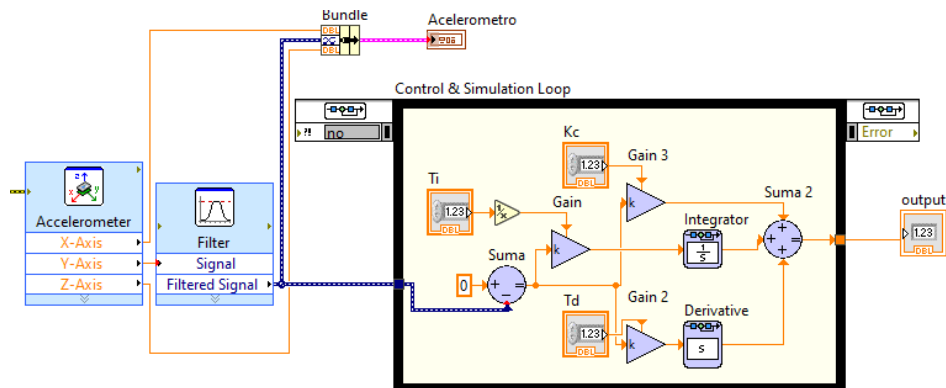 Bundle
DBL
DBL
Acelerometro
Control & Simulation Loop
?! no
Error
Accelerometer
X-Axis
Y-Axis
Z-Axis
Filter
Signal
Filtered Signal
Kc
1.23
DBL
Gain 3
k
Ti
1.23
DBL
1/x
Gain
k
Integrator
1/s
Suma 2
+
+ =
+
output
1.23
DBL
0
Suma
+ =
−
Td
1.23
DBL
Gain 2
k
Derivative
s
z
x y